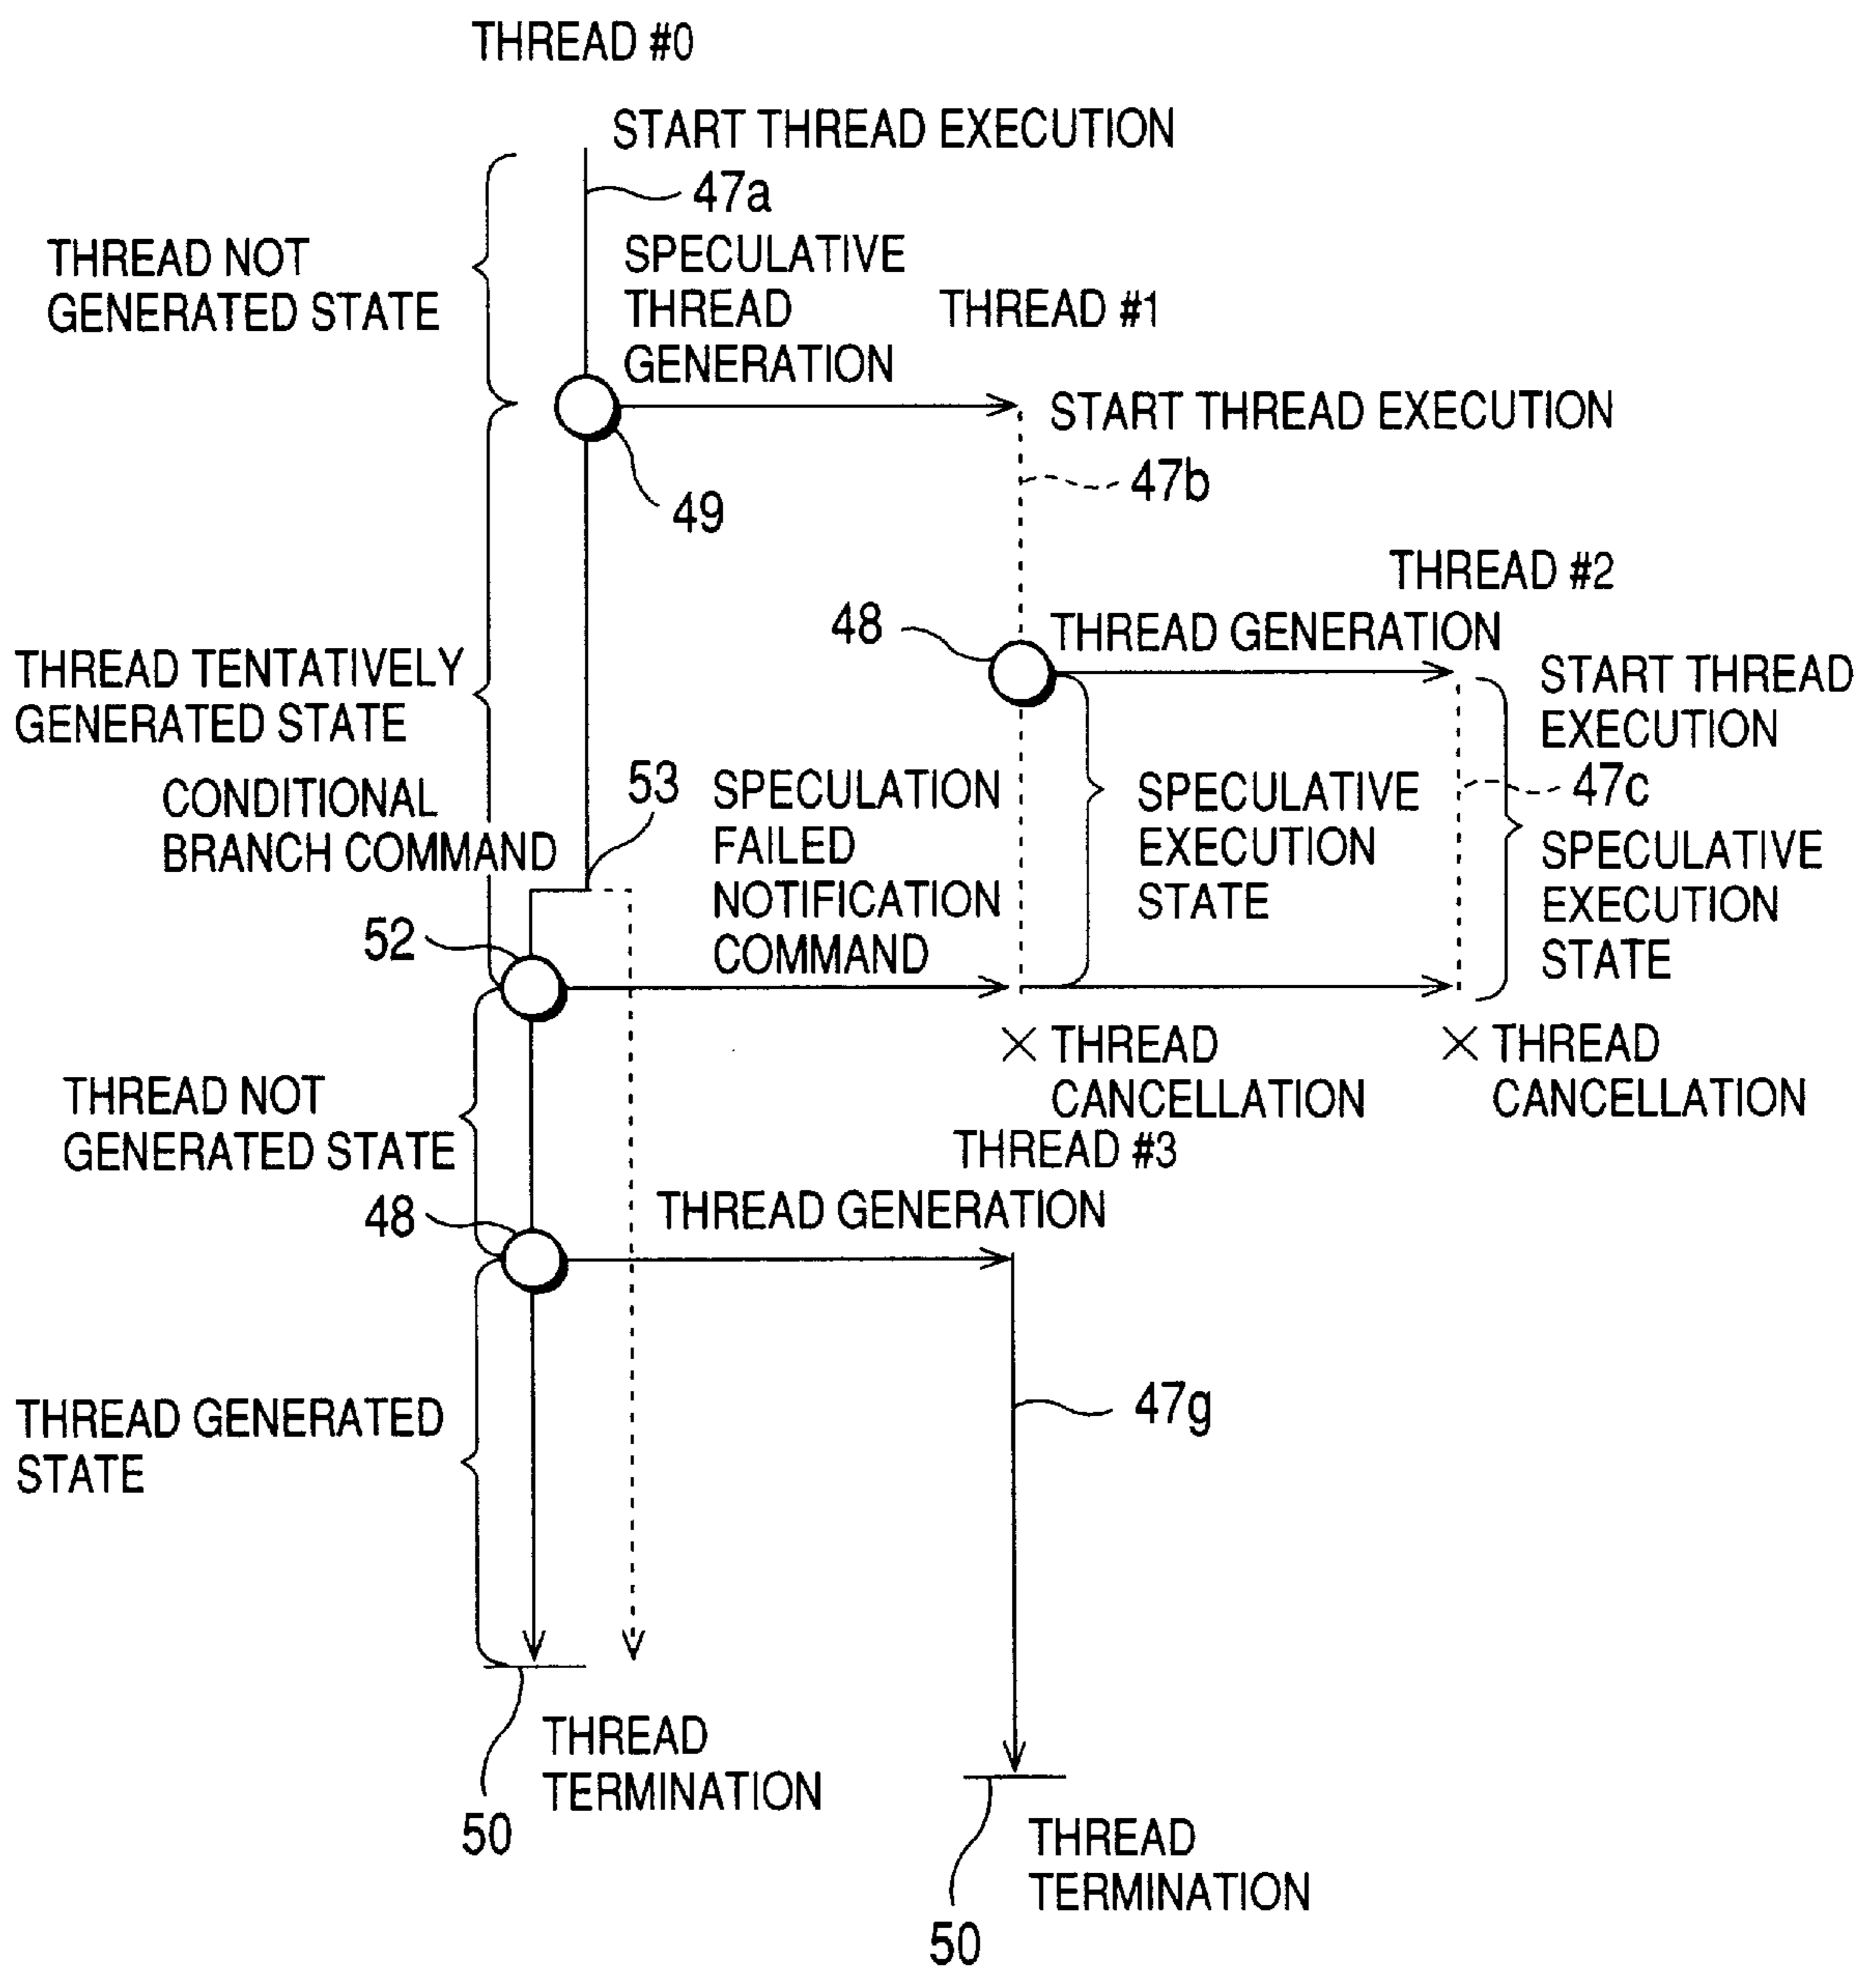 THREAD #0
START THREAD EXECUTION
47a
THREAD NOT
GENERATED STATE
SPECULATIVE
THREAD
GENERATION
THREAD #1
START THREAD EXECUTION
47b
49
THREAD #2
48
THREAD GENERATION
THREAD TENTATIVELY
GENERATED STATE
START THREAD
EXECUTION
47c
CONDITIONAL
BRANCH COMMAND
53
SPECULATION
FAILED
NOTIFICATION
COMMAND
SPECULATIVE
EXECUTION
STATE
SPECULATIVE
EXECUTION
STATE
52
× THREAD
CANCELLATION
× THREAD
CANCELLATION
THREAD NOT
GENERATED STATE
THREAD #3
48
THREAD GENERATION
47g
THREAD GENERATED
STATE
THREAD
TERMINATION
50
THREAD
TERMINATION
50